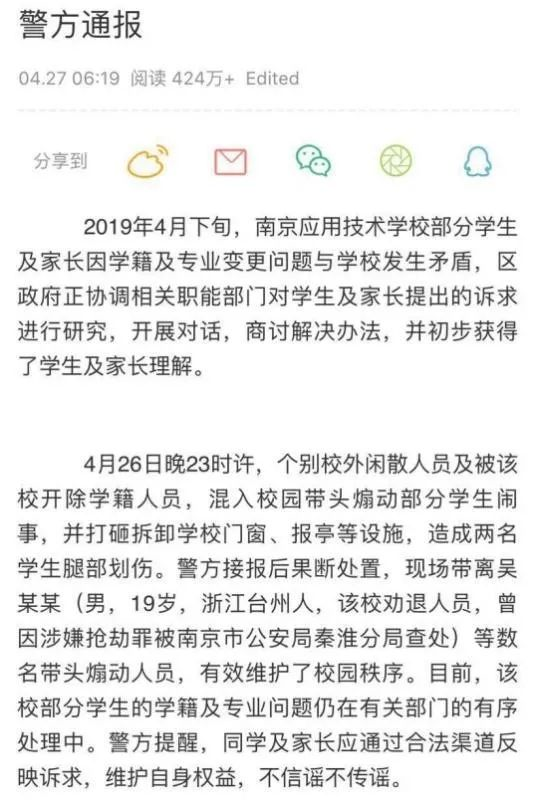 警方通报
04.27 06:19 阅读 424万+ Edited
分享到
2019年4月下旬，南京应用技术学校部分学生
及家长因学籍及专业变更问题与学校发生矛盾，区
政府正协调相关职能部门对学生及家长提出的诉求
进行研究，开展对话，商讨解决办法，并初步获得
了学生及家长理解。
4月26日晚23时许，个别校外闲散人员及被该
校开除学籍人员，混入校园带头煽动部分学生闹
事，并打砸拆卸学校门窗、报亭等设施，造成两名
学生腿部划伤。警方接报后果断处置，现场带离吴
某某（男，19岁，浙江台州人，该校劝退人员，曾
因涉嫌抢劫罪被南京市公安局秦淮分局查处）等数
名带头煽动人员，有效维护了校园秩序。目前，该
校部分学生的学籍及专业问题仍在有关部门的有序
处理中。警方提醒，同学及家长应通过合法渠道反
映诉求，维护自身权益，不信谣不传谣。